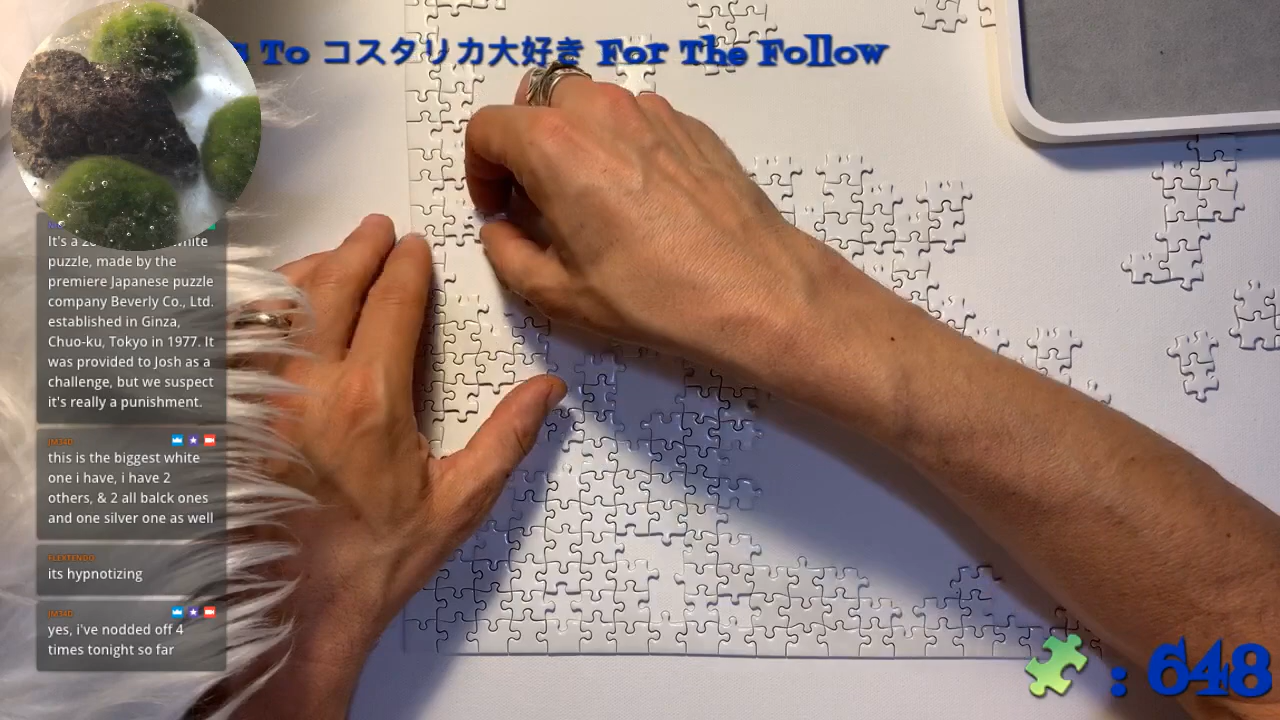 To コスタリカ大好き For The Follow
It's a
puzzle, made by the
premiere Japanese puzzle
company Beverly Co., Ltd.
established in Ginza,
Chuo-ku, Tokyo in 1977. It
was provided to Josh as a
challenge, but we suspect
it's really a punishment.
this is the biggest white
one i have, i have 2
others, & 2 all balck ones
and one silver one as well
its hypnotizing
yes, i've nodded off 4
times tonight so far
: 648